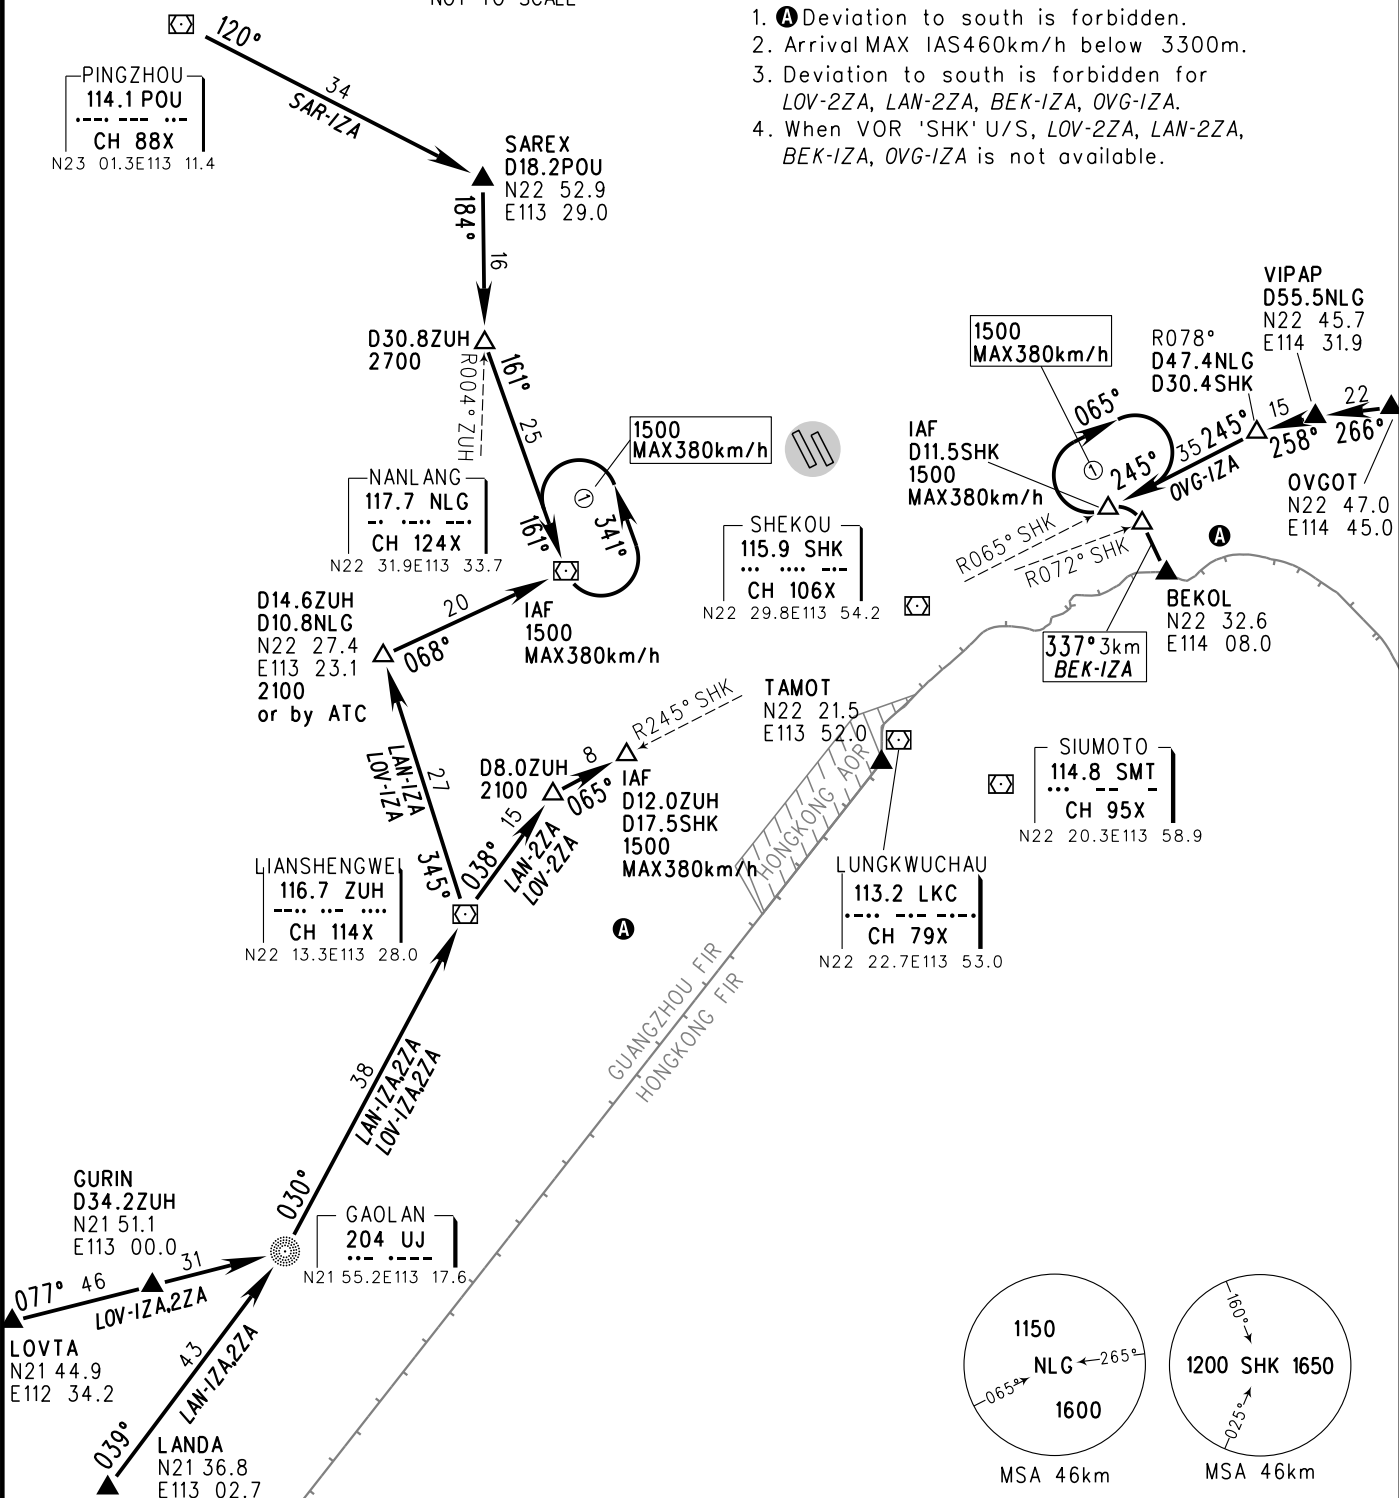 NOT TO SCALE
1. A Deviation to south is forbidden.
2. Arrival MAX IAS460km/h below 3300m.
3. Deviation to south is forbidden for
LOV-2ZA, LAN-2ZA, BEK-1ZA, OVG-1ZA.
4. When VOR 'SHK' U/S, LOV-2ZA, LAN-2ZA,
BEK-1ZA, OVG-1ZA is not available.
120°
34
SAR-1ZA
PINGZHOU
114.1 POU
CH 88X
N23 01.3E113 11.4
SAREX
D18.2POU
N22 52.9
E113 29.0
184°
16
D30.8ZUH
2700
R004° ZUH
161°
25
161°
1500
MAX380km/h
1
341°
NANLANG
117.7 NLG
CH 124X
N22 31.9E113 33.7
IAF
1500
MAX380km/h
D14.6ZUH
D10.8NLG
N22 27.4
E113 23.1
2100
or by ATC
20
068°
VIPAP
D55.5NLG
N22 45.7
E114 31.9
1500
MAX380km/h
R078°
D47.4NLG
D30.4SHK
22
266°
15
258°
245°
35
OVG-1ZA
065°
1
245°
IAF
D11.5SHK
1500
MAX380km/h
OVGOT
N22 47.0
E114 45.0
R065° SHK
R072° SHK
A
SHEKOU
115.9 SHK
CH 106X
N22 29.8E113 54.2
BEKOL
N22 32.6
E114 08.0
337° 3km
BEK-1ZA
TAMOT
N22 21.5
E113 52.0
R245° SHK
LAN-1ZA
LOV-1ZA
27
345°
D8.0ZUH
2100
8
065°
IAF
D12.0ZUH
D17.5SHK
1500
MAX380km/h
15
038°
LAN-2ZA
LOV-2ZA
HONGKONG AOR
SIUMOTO
114.8 SMT
CH 95X
N22 20.3E113 58.9
LUNGKWUCHAU
113.2 LKC
CH 79X
N22 22.7E113 53.0
LIANSHENGWEI
116.7 ZUH
CH 114X
N22 13.3E113 28.0
A
GUANGZHOU FIR
HONGKONG FIR
38
LAN-1ZA,2ZA
LOV-1ZA,2ZA
030°
GURIN
D34.2ZUH
N21 51.1
E113 00.0
GAOLAN
204 UJ
N21 55.2E113 17.6
077°
46
31
LOV-1ZA,2ZA
LOVTA
N21 44.9
E112 34.2
43
LAN-1ZA,2ZA
039°
LANDA
N21 36.8
E113 02.7
1150
NLG
265°
065°
1600
MSA 46km
160°
1200 SHK 1650
025°
MSA 46km